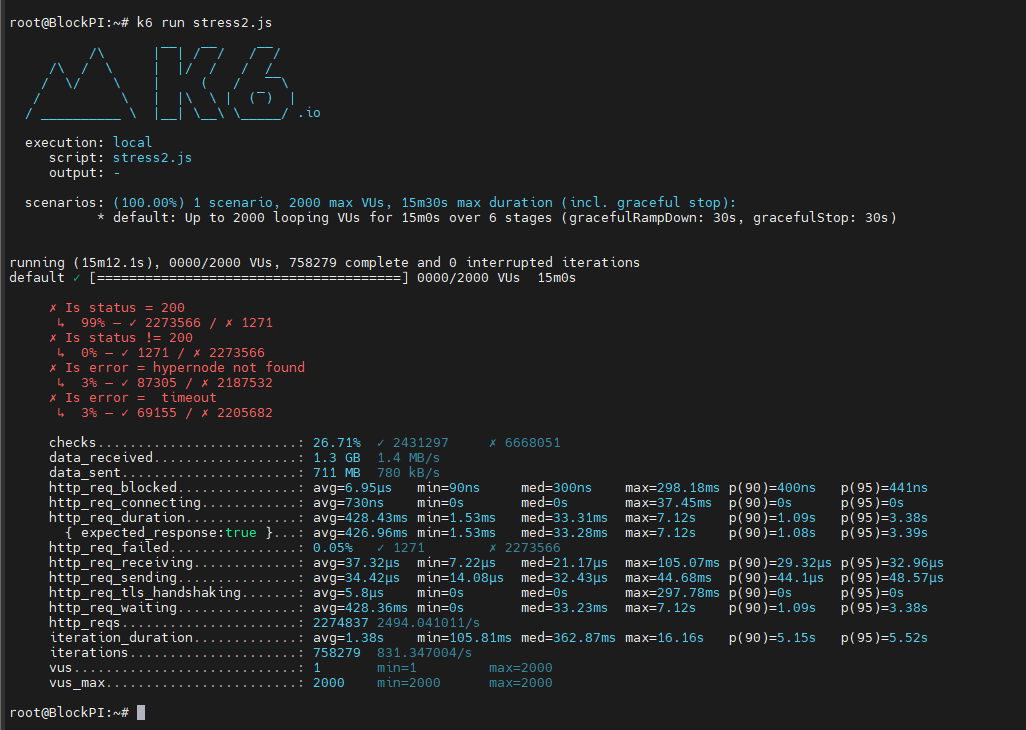 root@BlockPI:~# k6 run stress2.js
          /\      |‾‾| /‾‾/   /‾‾/
     /\  /  \     |  |/  /   /  /
    /  \/    \    |     (   /   ‾‾\
   /          \   |  |\  \ |  (‾)  |
  / __________ \  |__| \__\ \_____/ .io
execution: local
script: stress2.js
output: -
scenarios: (100.00%) 1 scenario, 2000 max VUs, 15m30s max duration (incl. graceful stop):
* default: Up to 2000 looping VUs for 15m0s over 6 stages (gracefulRampDown: 30s, gracefulStop: 30s)
running (15m12.1s), 0000/2000 VUs, 758279 complete and 0 interrupted iterations
default ✓ [======================================] 0000/2000 VUs  15m0s
✗ Is status = 200
↳  99% — ✓ 2273566 / ✗ 1271
✗ Is status != 200
↳  0% — ✓ 1271 / ✗ 2273566
✗ Is error = hypernode not found
↳  3% — ✓ 87305 / ✗ 2187532
✗ Is error =  timeout
↳  3% — ✓ 69155 / ✗ 2205682
checks.........................: 26.71%  ✓ 2431297     ✗ 6668051
data_received..................: 1.3 GB  1.4 MB/s
data_sent......................: 711 MB  780 kB/s
http_req_blocked...............: avg=6.95µs   min=90ns     med=300ns    max=298.18ms p(90)=400ns   p(95)=441ns
http_req_connecting............: avg=730ns    min=0s       med=0s       max=37.45ms  p(90)=0s      p(95)=0s
http_req_duration..............: avg=428.43ms min=1.53ms   med=33.31ms  max=7.12s    p(90)=1.09s   p(95)=3.38s
{ expected_response:true }...: avg=426.96ms min=1.53ms   med=33.28ms  max=7.12s    p(90)=1.08s   p(95)=3.39s
http_req_failed................: 0.05%   ✓ 1271        ✗ 2273566
http_req_receiving.............: avg=37.32µs  min=7.22µs   med=21.17µs  max=105.07ms p(90)=29.32µs p(95)=32.96µs
http_req_sending...............: avg=34.42µs  min=14.08µs  med=32.43µs  max=44.68ms  p(90)=44.1µs  p(95)=48.57µs
http_req_tls_handshaking.......: avg=5.8µs    min=0s       med=0s       max=297.78ms p(90)=0s      p(95)=0s
http_req_waiting...............: avg=428.36ms min=0s       med=33.23ms  max=7.12s    p(90)=1.09s   p(95)=3.38s
http_reqs......................: 2274837 2494.041011/s
iteration_duration.............: avg=1.38s    min=105.81ms med=362.87ms max=16.16s   p(90)=5.15s   p(95)=5.52s
iterations.....................: 758279  831.347004/s
vus............................: 1       min=1         max=2000
vus_max........................: 2000    min=2000      max=2000
root@BlockPI:~#